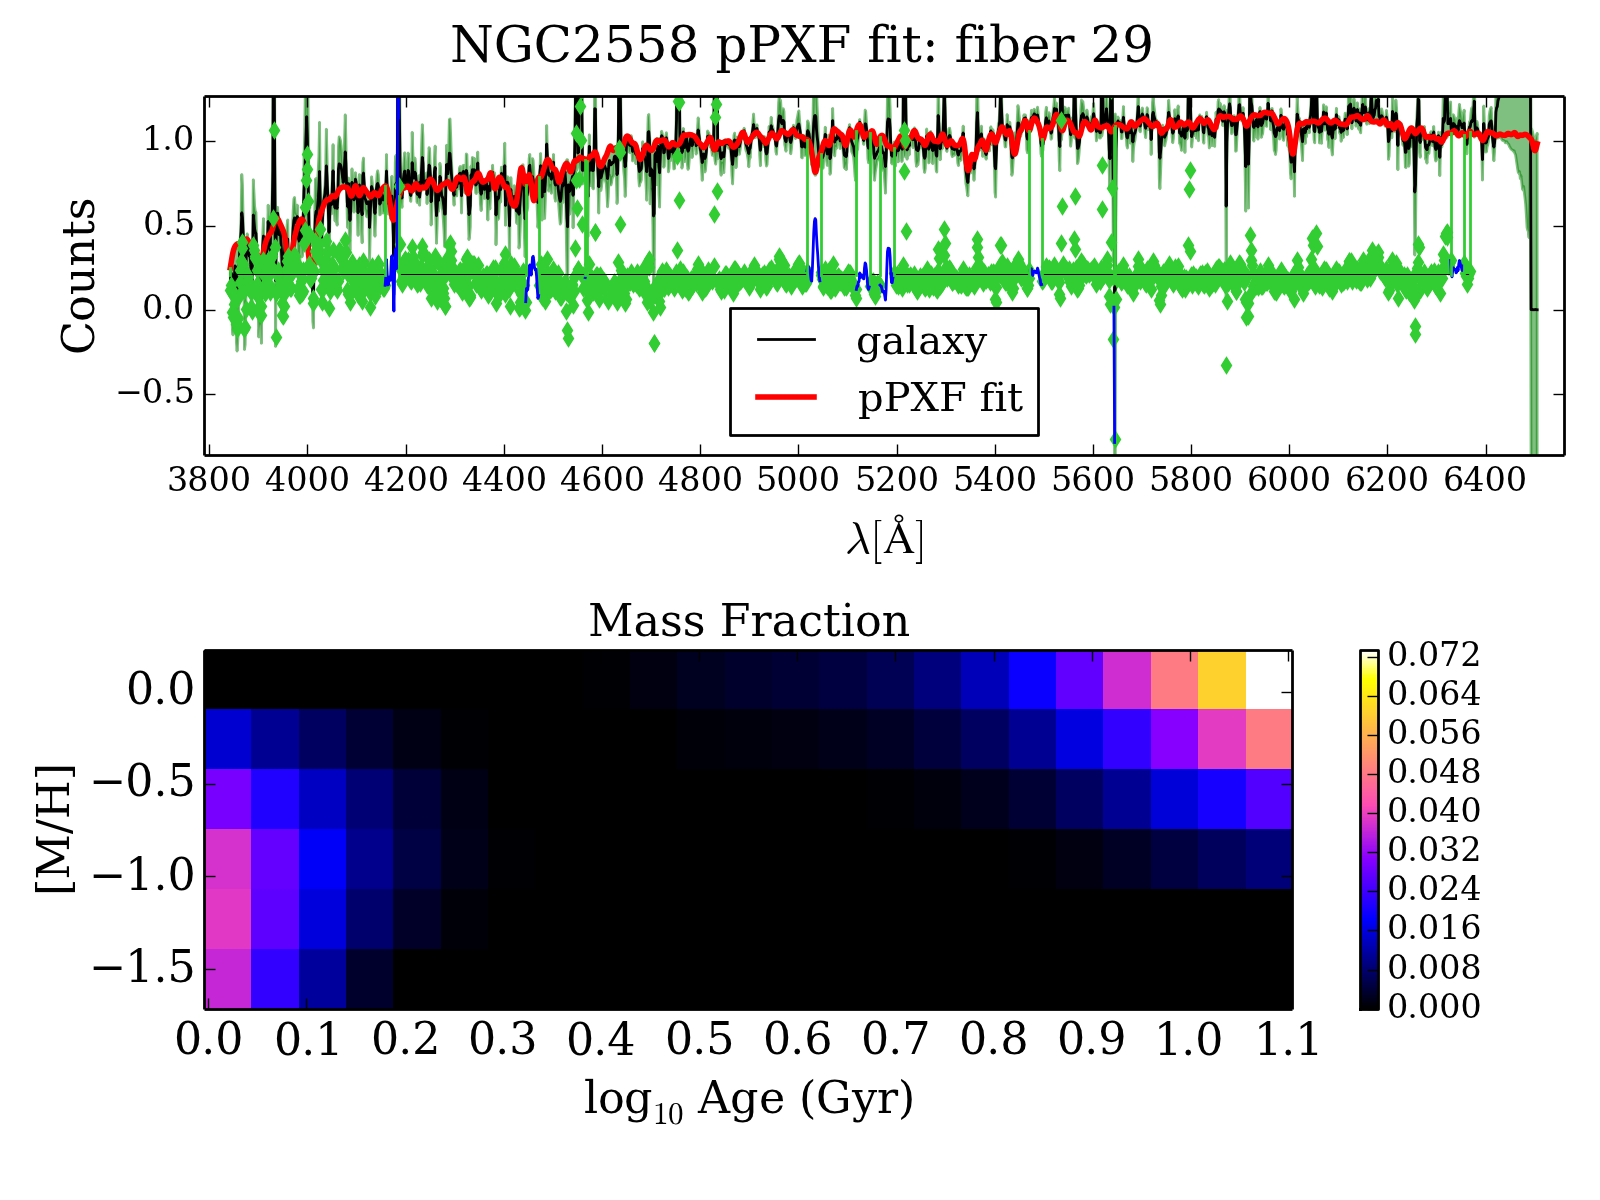 NGC2558 pPXF fit: fiber 29
Counts
1.0
0.5
0.0
−0.5
galaxy
pPXF fit
3800 4000 4200 4400 4600 4800 5000 5200 5400 5600 5800 6000 6200 6400
λ[Å]
Mass Fraction
[M/H]
0.0
−0.5
−1.0
−1.5
0.0 0.1 0.2 0.3 0.4 0.5 0.6 0.7 0.8 0.9 1.0 1.1
log₁₀ Age (Gyr)
0.072
0.064
0.056
0.048
0.040
0.032
0.024
0.016
0.008
0.000